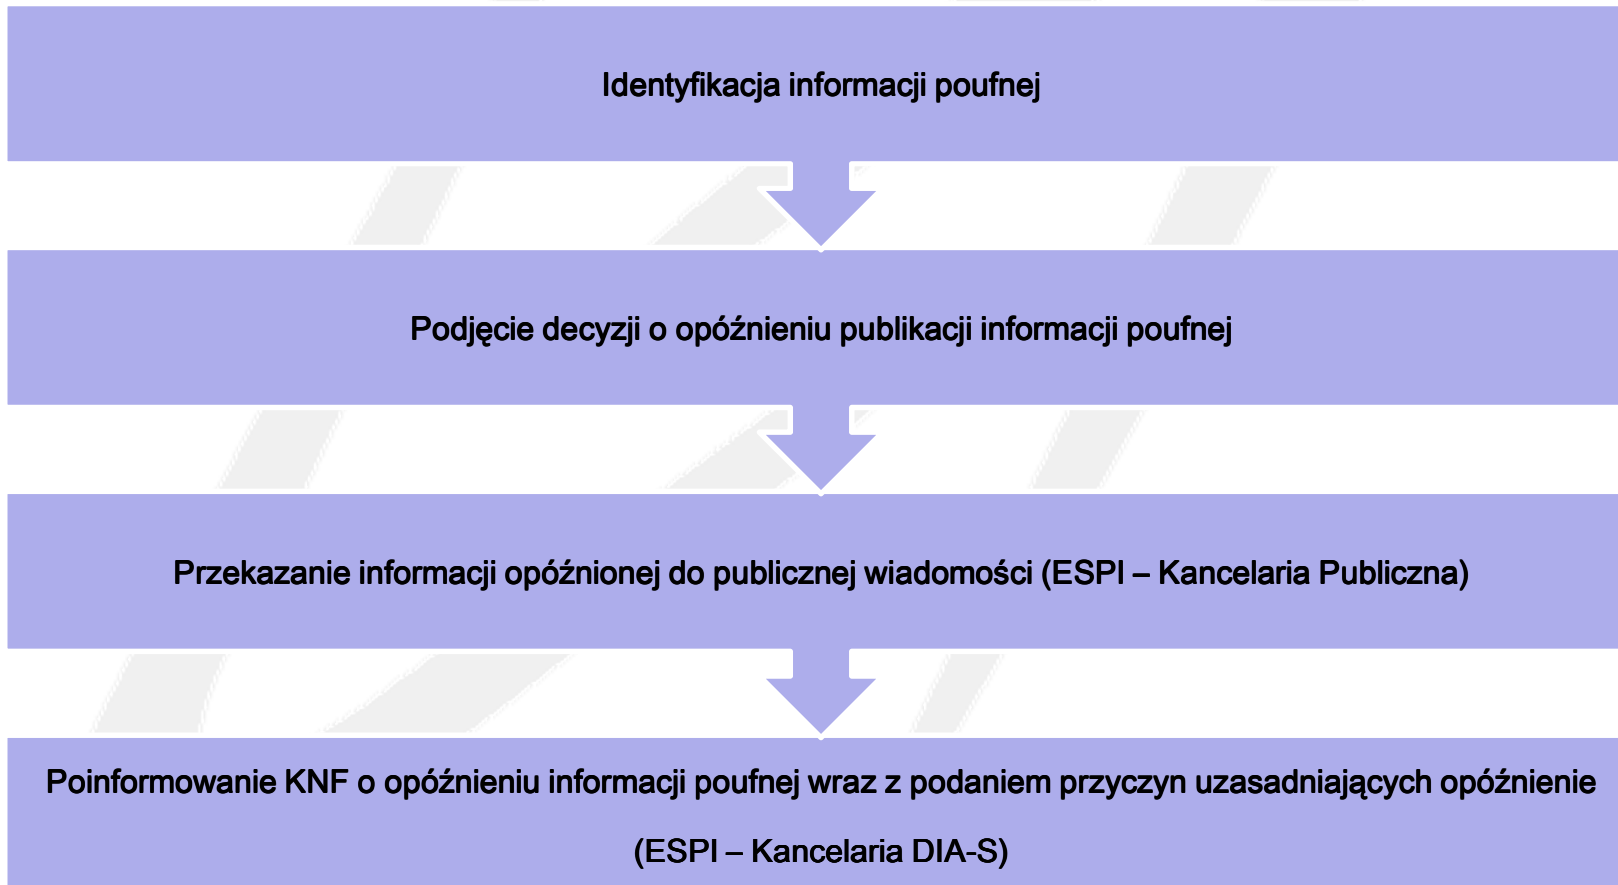 Identyfikacja informacji poufnej
Podjęcie decyzji o opóźnieniu publikacji informacji poufnej
Przekazanie informacji opóźnionej do publicznej wiadomości (ESPI – Kancelaria Publiczna)
Poinformowanie KNF o opóźnieniu informacji poufnej wraz z podaniem przyczyn uzasadniających opóźnienie
(ESPI – Kancelaria DIA-S)